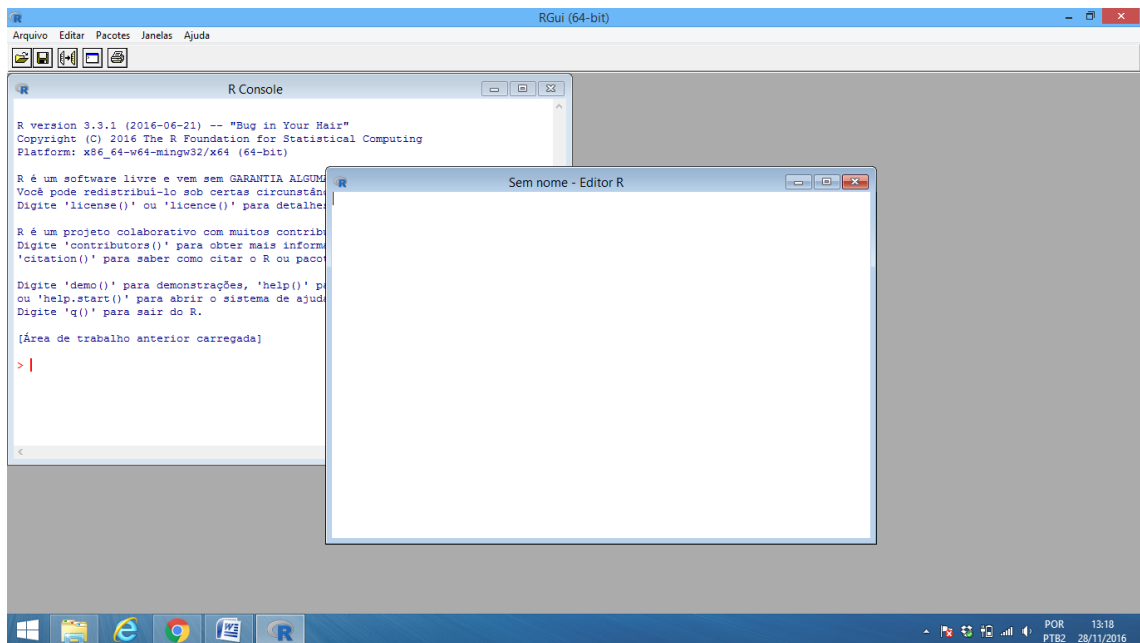 RGui (64-bit)
Arquivo Editar Pacotes Janelas Ajuda
R Console
R version 3.3.1 (2016-06-21) -- "Bug in Your Hair"
Copyright (C) 2016 The R Foundation for Statistical Computing
Platform: x86_64-w64-mingw32/x64 (64-bit)
R é um software livre e vem sem GARANTIA ALGUM
Você pode redistribuí-lo sob certas circunstân
Digite 'license()' ou 'licence()' para detalhes
R é um projeto colaborativo com muitos contrib
Digite 'contributors()' para obter mais inform
'citation()' para saber como citar o R ou pacot
Digite 'demo()' para demonstrações, 'help()' pa
ou 'help.start()' para abrir o sistema de ajuda
Digite 'q()' para sair do R.
[Área de trabalho anterior carregada]
>
Sem nome - Editor R
POR 13:18
PTB2 28/11/2016